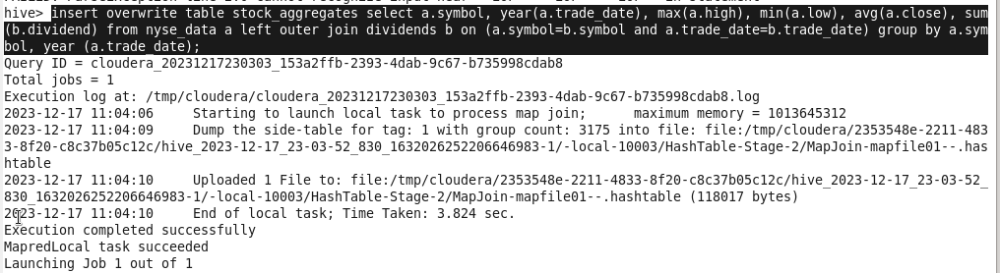 hive> insert overwrite table stock_aggregates select a.symbol, year(a.trade_date), max(a.high), min(a.low), avg(a.close), sum
(b.dividend) from nyse_data a left outer join dividends b on (a.symbol=b.symbol and a.trade_date=b.trade_date) group by a.sym
bol, year (a.trade_date);
Query ID = cloudera_20231217230303_153a2ffb-2393-4dab-9c67-b735998cdab8
Total jobs = 1
Execution log at: /tmp/cloudera/cloudera_20231217230303_153a2ffb-2393-4dab-9c67-b735998cdab8.log
2023-12-17 11:04:06     Starting to launch local task to process map join;      maximum memory = 1013645312
2023-12-17 11:04:09     Dump the side-table for tag: 1 with group count: 3175 into file: file:/tmp/cloudera/2353548e-2211-483
3-8f20-c8c37b05c12c/hive_2023-12-17_23-03-52_830_1632026252206646983-1/-local-10003/HashTable-Stage-2/MapJoin-mapfile01--.has
htable
2023-12-17 11:04:10     Uploaded 1 File to: file:/tmp/cloudera/2353548e-2211-4833-8f20-c8c37b05c12c/hive_2023-12-17_23-03-52_
830_1632026252206646983-1/-local-10003/HashTable-Stage-2/MapJoin-mapfile01--.hashtable (118017 bytes)
2023-12-17 11:04:10     End of local task; Time Taken: 3.824 sec.
Execution completed successfully
MapredLocal task succeeded
Launching Job 1 out of 1